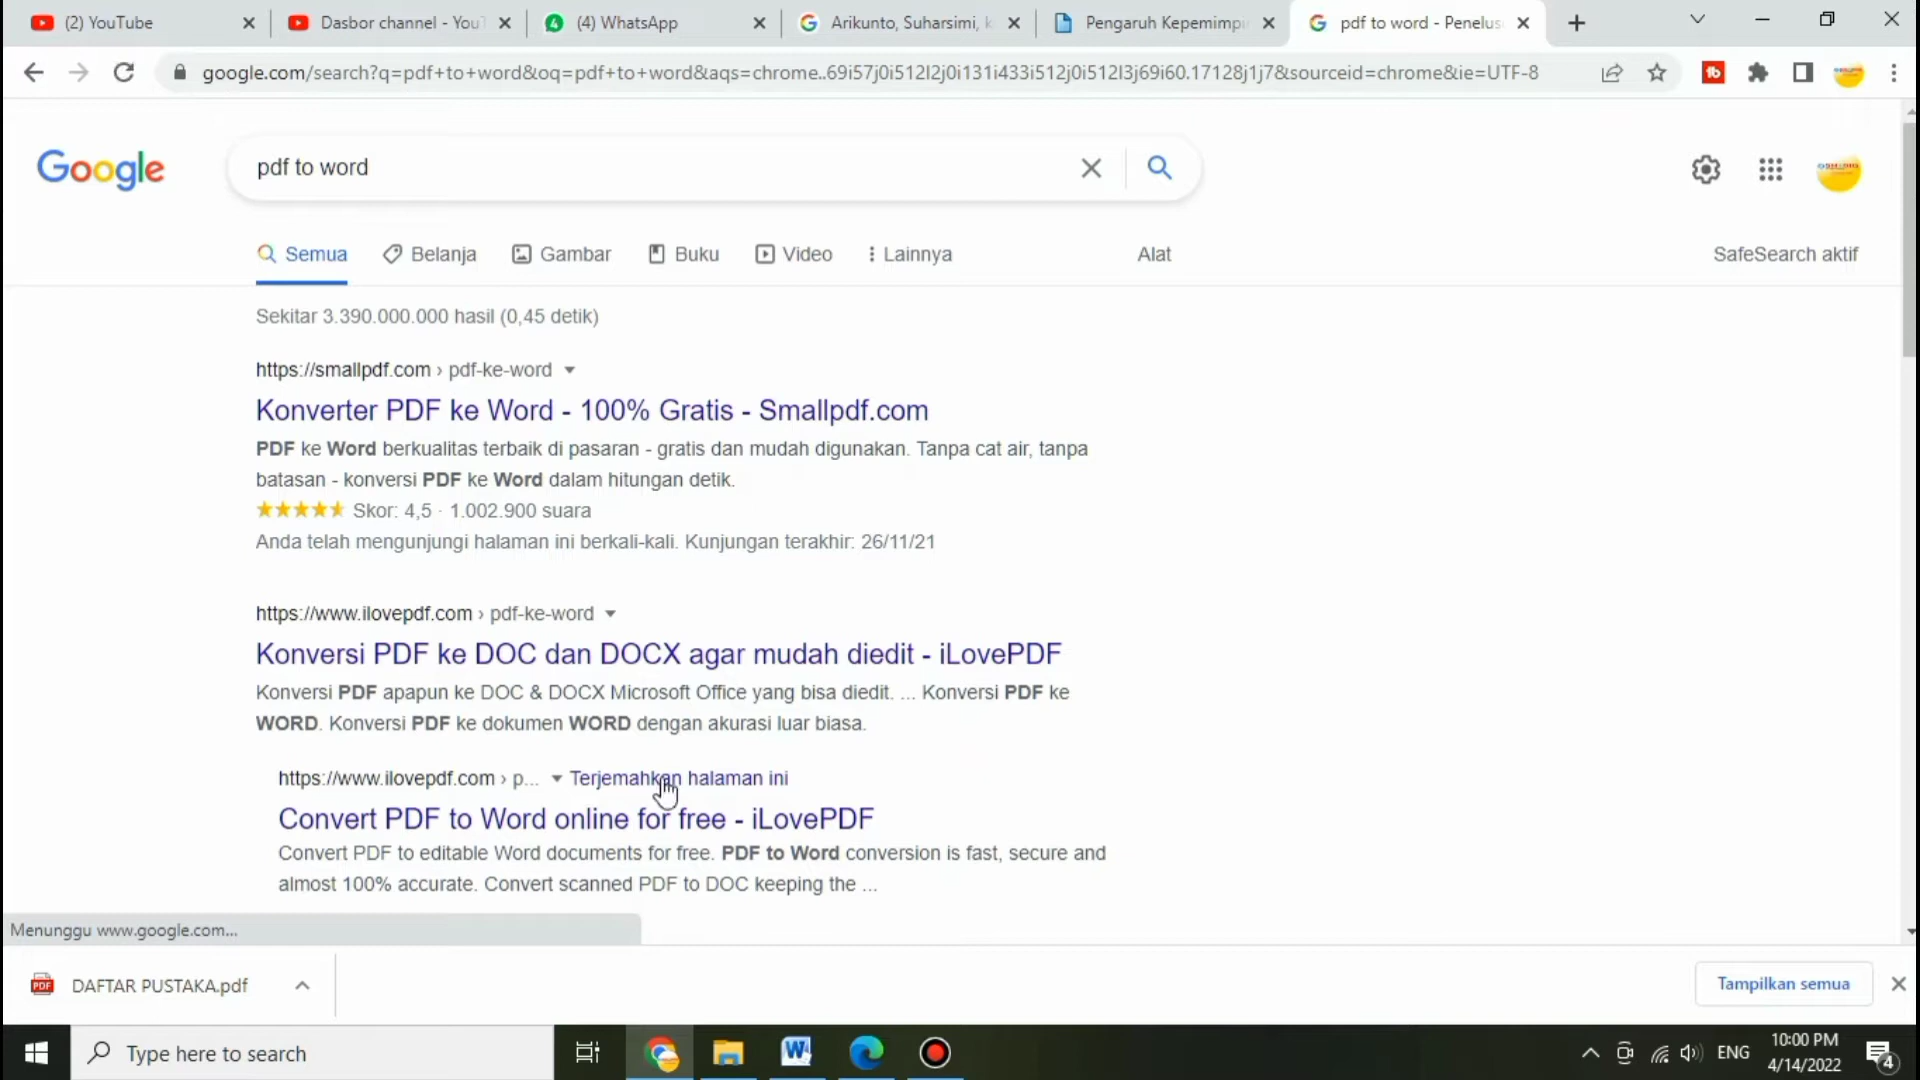 (2) YouTube
Dasbor channel - YouT
4
(4) WhatsApp
Arikunto, Suharsimi, k
Pengaruh Kepemimpi
pdf to word - Penelus
google.com/search?q=pdf+to+word&oq=pdf+to+word&aqs=chrome..69i57j0i512l2j0i131i433i512j0i512l3j69i60.17128j1j7&sourceid=chrome&ie=UTF-8
Google
pdf to word
Semua
Belanja
Gambar
Buku
Video
Lainnya
Alat
SafeSearch aktif
Sekitar 3.390.000.000 hasil (0,45 detik)
https://smallpdf.com › pdf-ke-word
Konverter PDF ke Word - 100% Gratis - Smallpdf.com
PDF ke Word berkualitas terbaik di pasaran - gratis dan mudah digunakan. Tanpa cat air, tanpa
batasan - konversi PDF ke Word dalam hitungan detik.
Skor: 4,5 · 1.002.900 suara
Anda telah mengunjungi halaman ini berkali-kali. Kunjungan terakhir: 26/11/21
https://www.ilovepdf.com › pdf-ke-word
Konversi PDF ke DOC dan DOCX agar mudah diedit - iLovePDF
Konversi PDF apapun ke DOC & DOCX Microsoft Office yang bisa diedit. ... Konversi PDF ke
WORD. Konversi PDF ke dokumen WORD dengan akurasi luar biasa.
https://www.ilovepdf.com › p... Terjemahkan halaman ini
Convert PDF to Word online for free - iLovePDF
Convert PDF to editable Word documents for free. PDF to Word conversion is fast, secure and
almost 100% accurate. Convert scanned PDF to DOC keeping the ...
Menunggu www.google.com...
PDF
DAFTAR PUSTAKA.pdf
Tampilkan semua
Type here to search
W
ENG
10:00 PM
4/14/2022
4